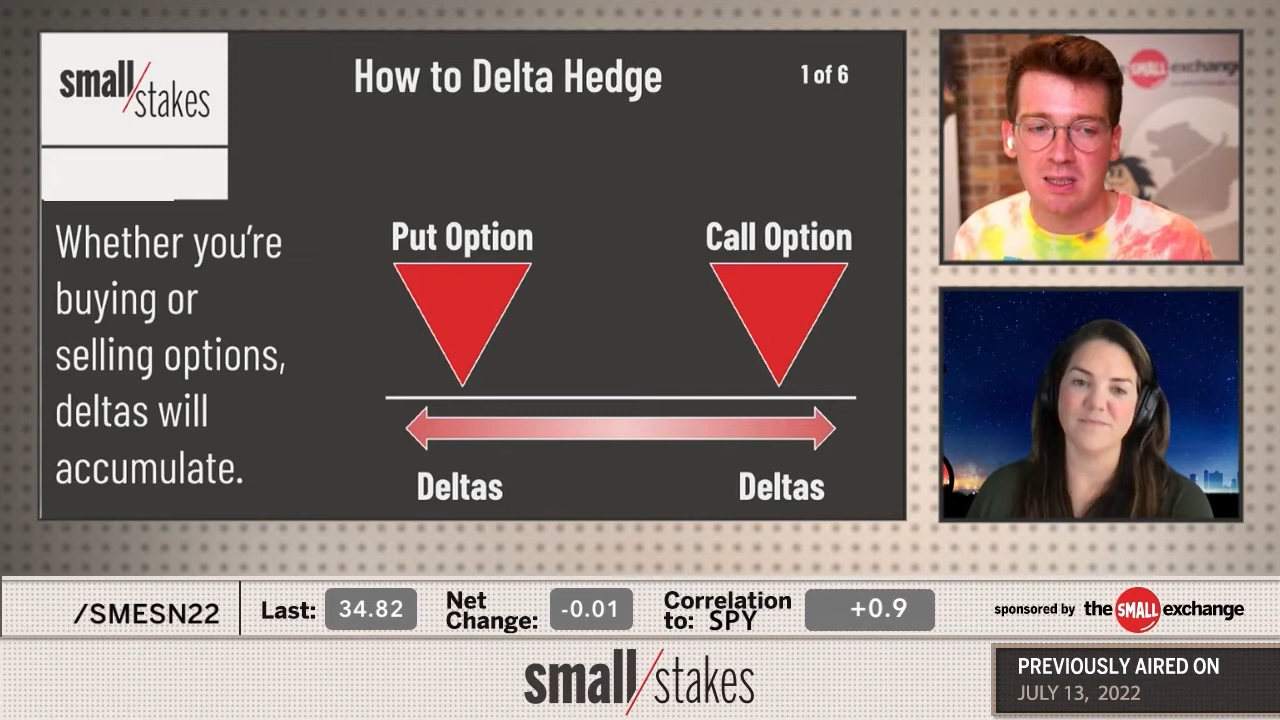 small/stakes
How to Delta Hedge
1 of 6
SMALL exchange
Whether you're
buying or
selling options,
deltas will
accumulate.
Put Option
Call Option
Deltas
Deltas
/SMESN22
Last: 34.82
Net
Change: -0.01
Correlation
to: SPY +0.9
sponsored by the SMALL exchange
small/stakes
PREVIOUSLY AIRED ON
JULY 13, 2022